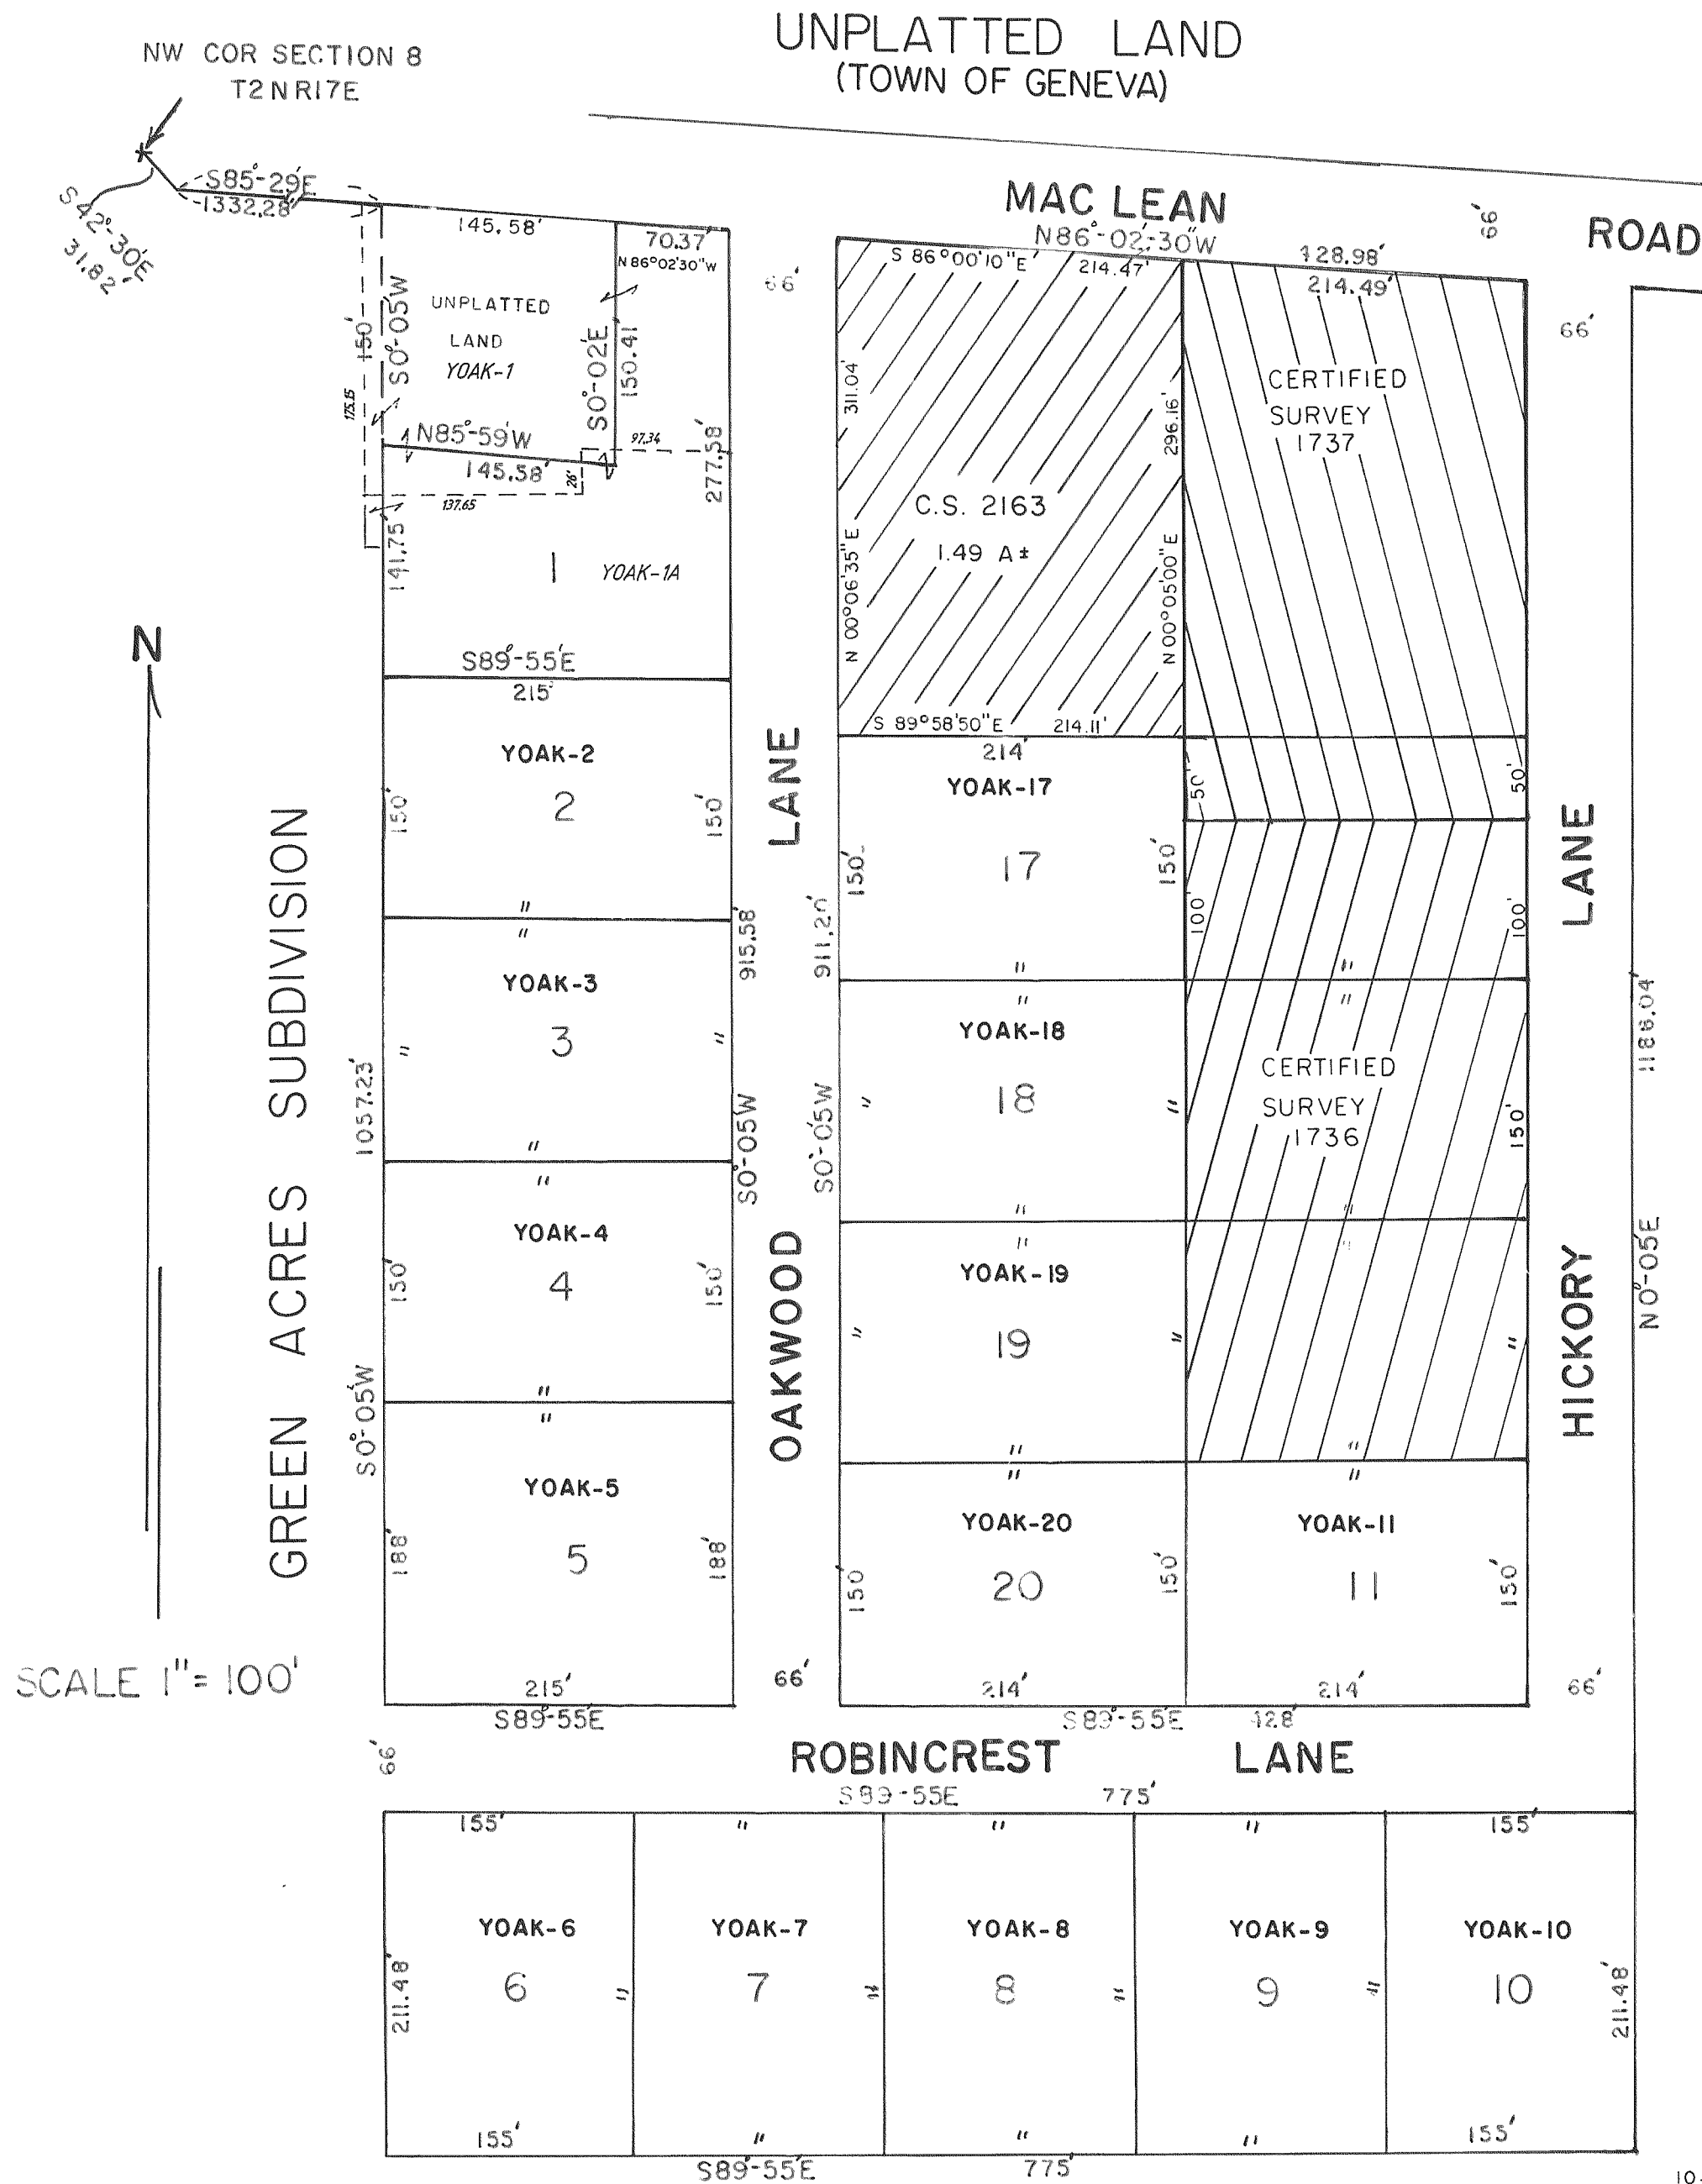 UNPLATTED LAND
(TOWN OF GENEVA)
NW COR SECTION 8
T2NR17E
S42°-30'E
31.82'
S85°-29'E
1332.28'
MAC LEAN
ROAD
N86°-02'-30"W
428.98'
66'
145.58'
70.37'
N86°02'30"W
66'
S 86°00'10"E
214.47'
214.49'
66'
150'
S0°-05'W
175.15
UNPLATTED
LAND
YOAK-1
S0°-02'E
150.41
N85°-59'W
145.58'
97.34
26'
137.65
277.58'
141.75
1
YOAK-1A
S89°-55'E
215'
311.04'
N 00°06'35"E
C.S. 2163
1.49 A±
296.16'
N 00°05'00"E
S 89°58'50"E
214.11'
CERTIFIED
SURVEY
1737
50'
50'
N
GREEN ACRES SUBDIVISION
SCALE 1"=100'
1057.23'
S0°-05'W
YOAK-2
2
150'
150'
"
"
YOAK-3
3
"
"
"
"
YOAK-4
4
150'
150'
"
"
YOAK-5
5
188'
188'
215'
S89°-55'E
915.58'
S0°-05'W
OAKWOOD LANE
911.20'
S0°-05'W
66'
214'
YOAK-17
17
150'
150'
"
"
YOAK-18
18
"
"
"
"
YOAK-19
19
"
"
"
"
YOAK-20
20
150
150'
214'
100'
100'
"
"
CERTIFIED
SURVEY
1736
150'
"
"
"
"
"
YOAK-11
11
150'
214'
S89°-55'E
428'
66'
HICKORY LANE
1186.04'
N0°-05'E
66'
ROBINCREST LANE
S89°-55'E
775'
155'
"
"
"
155'
YOAK-6
YOAK-7
YOAK-8
YOAK-9
YOAK-10
211.48'
6
"
7
"
8
"
9
"
10
211.48'
155'
"
"
"
155'
S89°-55'E
775'